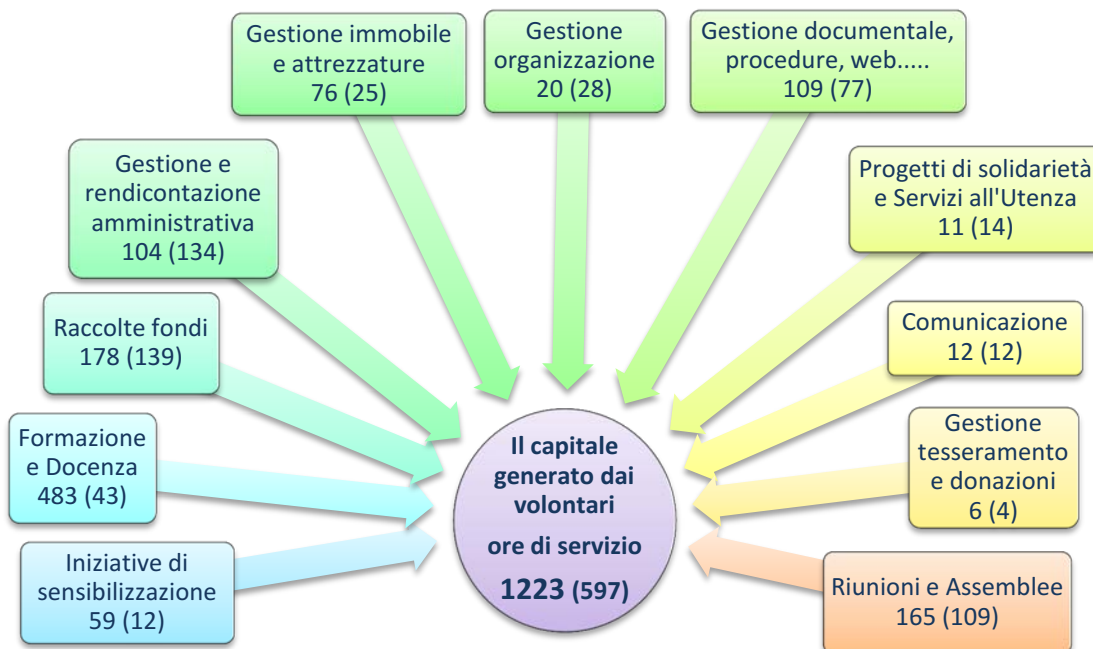 Gestione immobile
e attrezzature
76 (25)
Gestione
organizzazione
20 (28)
Gestione documentale,
procedure, web.....
109 (77)
Gestione e
rendicontazione
amministrativa
104 (134)
Progetti di solidarietà
e Servizi all'Utenza
11 (14)
Raccolte fondi
178 (139)
Comunicazione
12 (12)
Formazione
e Docenza
483 (43)
Gestione
tesseramento
e donazioni
6 (4)
Iniziative di
sensibilizzazione
59 (12)
Riunioni e Assemblee
165 (109)
Il capitale
generato dai
volontari
ore di servizio
1223 (597)